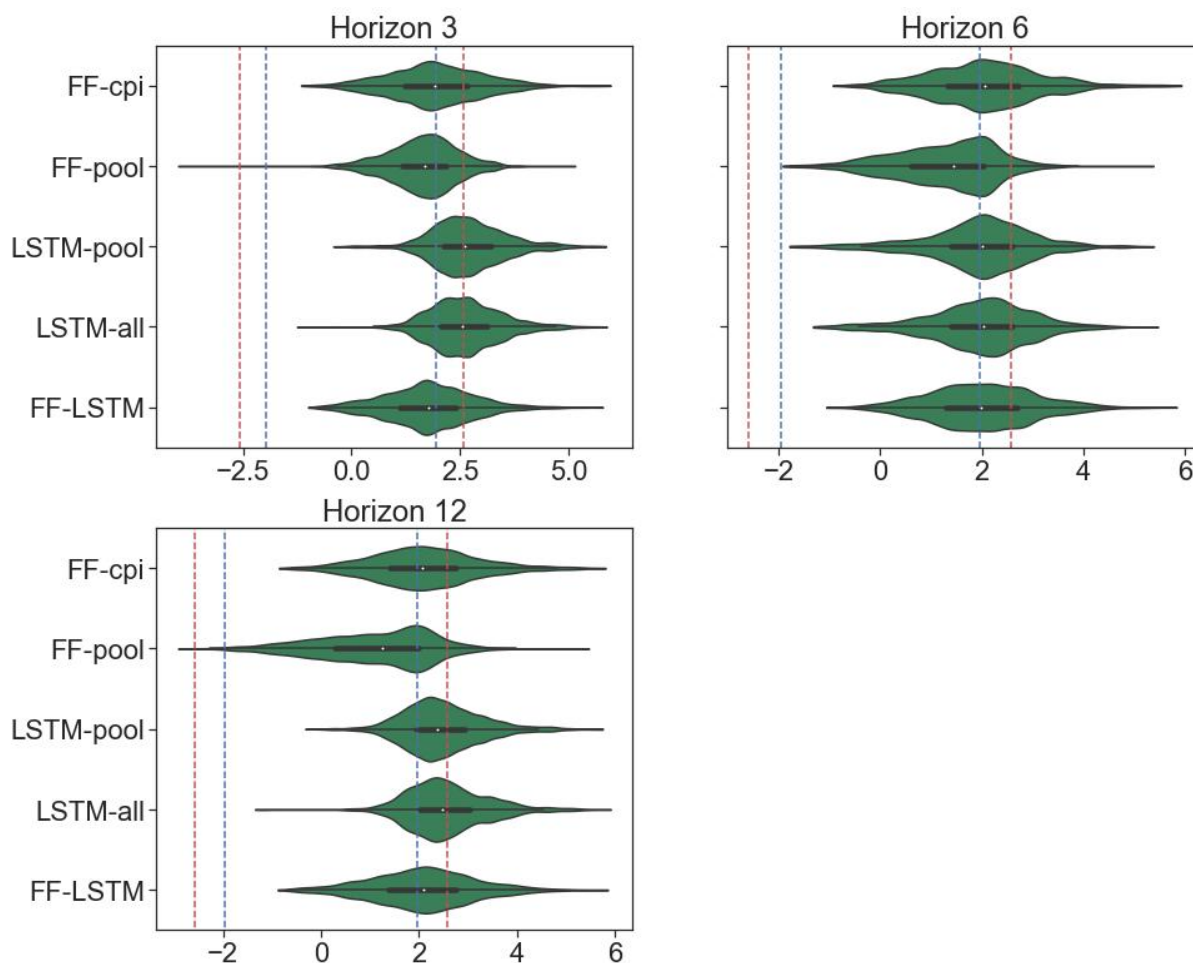 Horizon 3
FF-cpi
FF-pool
LSTM-pool
LSTM-all
FF-LSTM
−2.5 0.0 2.5 5.0
Horizon 6
−2 0 2 4 6
Horizon 12
FF-cpi
FF-pool
LSTM-pool
LSTM-all
FF-LSTM
−2 0 2 4 6